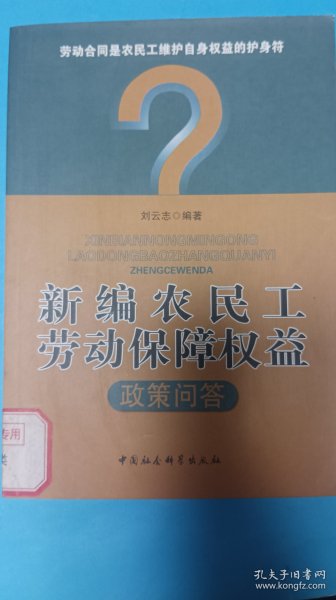 劳动合同是农民工维护自身权益的护身符
?
刘云志◎编著
XINBIANNONGMINGONG
LAODONGBAOZHANGQUANYI
ZHENGCEWENDA
新编农民工
劳动保障权益
政策问答
专用
类
中国社会科学出版社
孔夫子旧书网